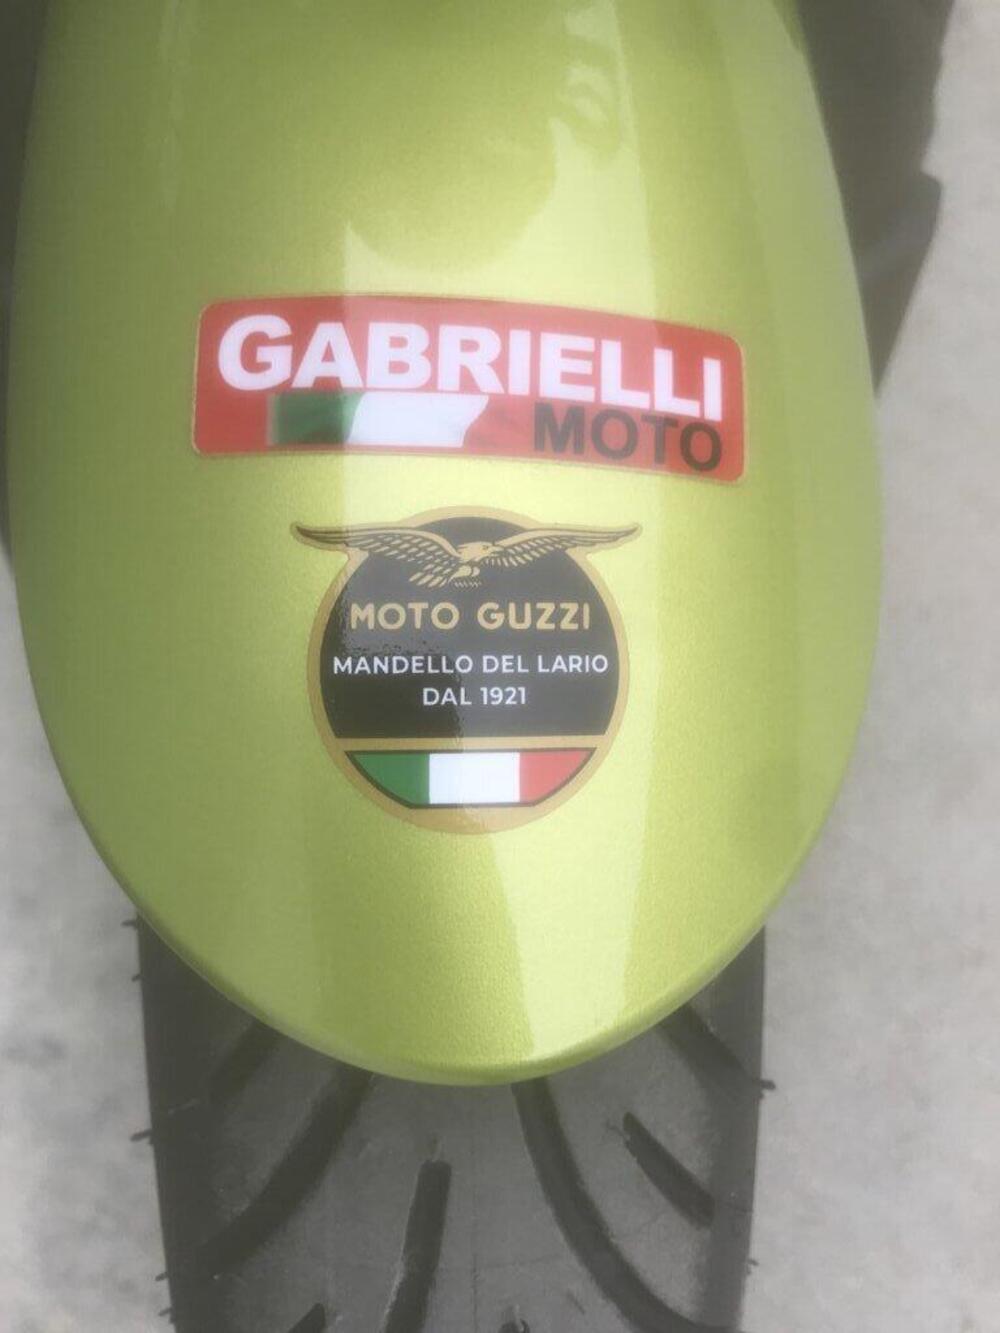 GABRIELLI
MOTO
MOTO GUZZI
MANDELLO DEL LARIO
DAL 1921